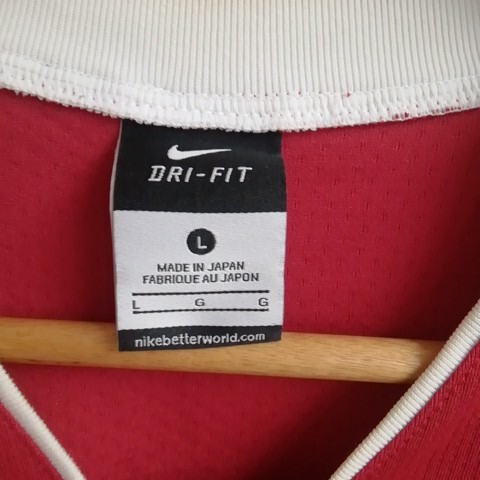 DRI-FIT
L
MADE IN JAPAN
FABRIQUE AU JAPON
L G G
nikebetterworld.com